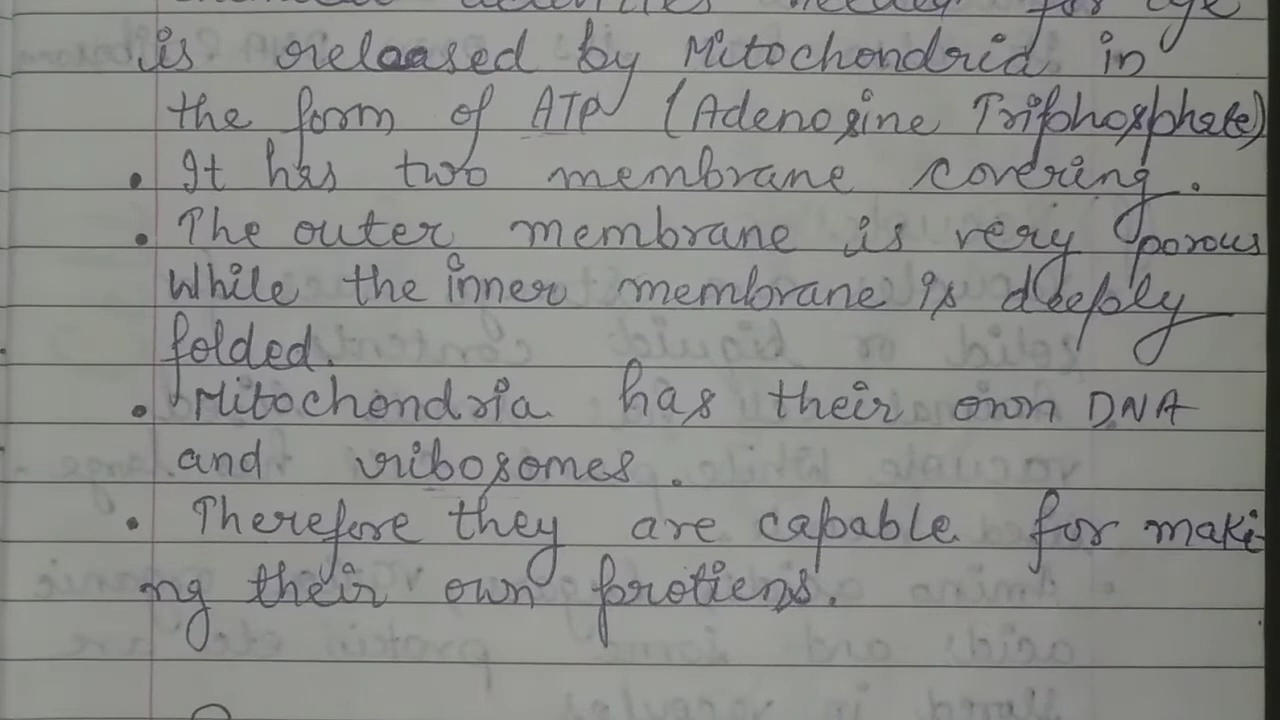 is released by Mitochondria in
the form of ATP (Adenosine Triphosphate)
• It has two membrane covering.
• The outer membrane is very porous
While the inner membrane is deeply
folded.
• Mitochondria has their own DNA
and ribosomes.
• Therefore they are capable for maki-
ng their own protiens.